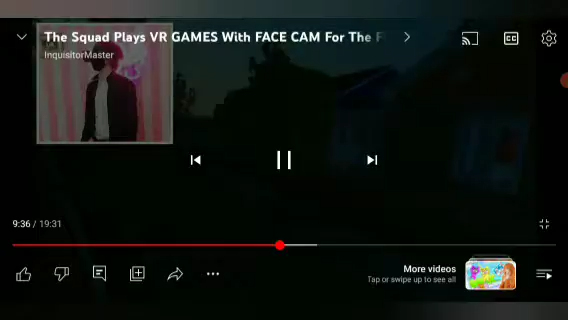 The Squad Plays VR GAMES With FACE CAM For The F
InquisitorMaster
CC
9:36 / 19:31
More videos
Tap or swipe up to see all